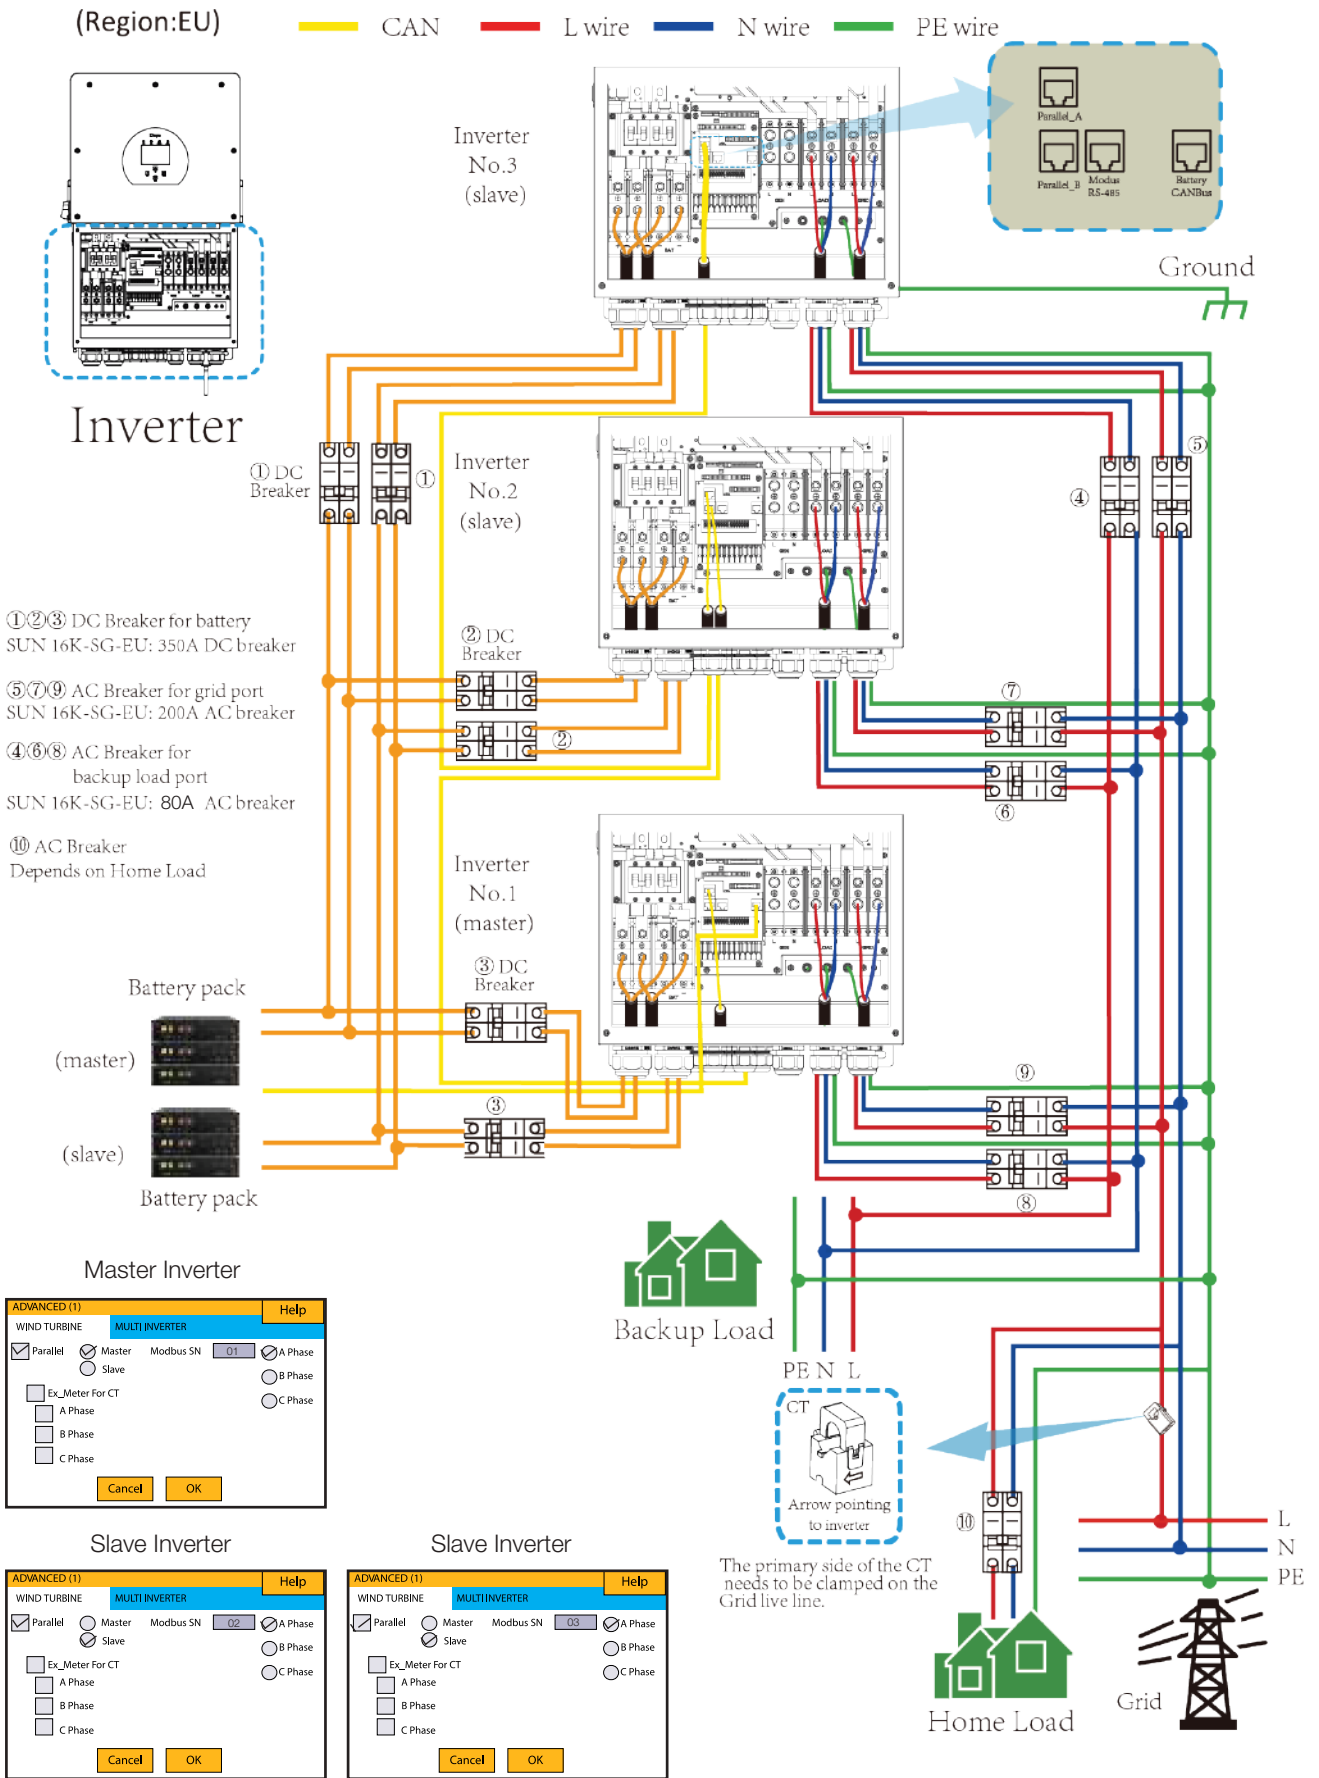 (Region:EU)
CAN
L wire
N wire
PE wire
Parallel_A
Parallel_B
Modus
RS-485
Battery
CANBus
Inverter
No.3
(slave)
Ground
Inverter
① DC
Breaker
①
Inverter
No.2
(slave)
④
⑤
①②③ DC Breaker for battery
SUN 16K-SG-EU: 350A DC breaker
⑤⑦⑨ AC Breaker for grid port
SUN 16K-SG-EU: 200A AC breaker
④⑥⑧ AC Breaker for
backup load port
SUN 16K-SG-EU: 80A AC breaker
⑩ AC Breaker
Depends on Home Load
② DC
Breaker
②
⑦
⑥
Inverter
No.1
(master)
③ DC
Breaker
③
⑨
⑧
Battery pack
(master)
(slave)
Battery pack
Backup Load
PE N L
CT
Arrow pointing
to inverter
The primary side of the CT
needs to be clamped on the
Grid live line.
⑩
L
N
PE
Home Load
Grid
Master Inverter
ADVANCED (1)
Help
WIND TURBINE
MULTI INVERTER
Parallel
Master
Modbus SN
01
A Phase
Slave
B Phase
Ex_Meter For CT
C Phase
A Phase
B Phase
C Phase
Cancel
OK
Slave Inverter
ADVANCED (1)
Help
WIND TURBINE
MULTI INVERTER
Parallel
Master
Modbus SN
02
A Phase
Slave
B Phase
Ex_Meter For CT
C Phase
A Phase
B Phase
C Phase
Cancel
OK
Slave Inverter
ADVANCED (1)
Help
WIND TURBINE
MULTI INVERTER
Parallel
Master
Modbus SN
03
A Phase
Slave
B Phase
Ex_Meter For CT
C Phase
A Phase
B Phase
C Phase
Cancel
OK